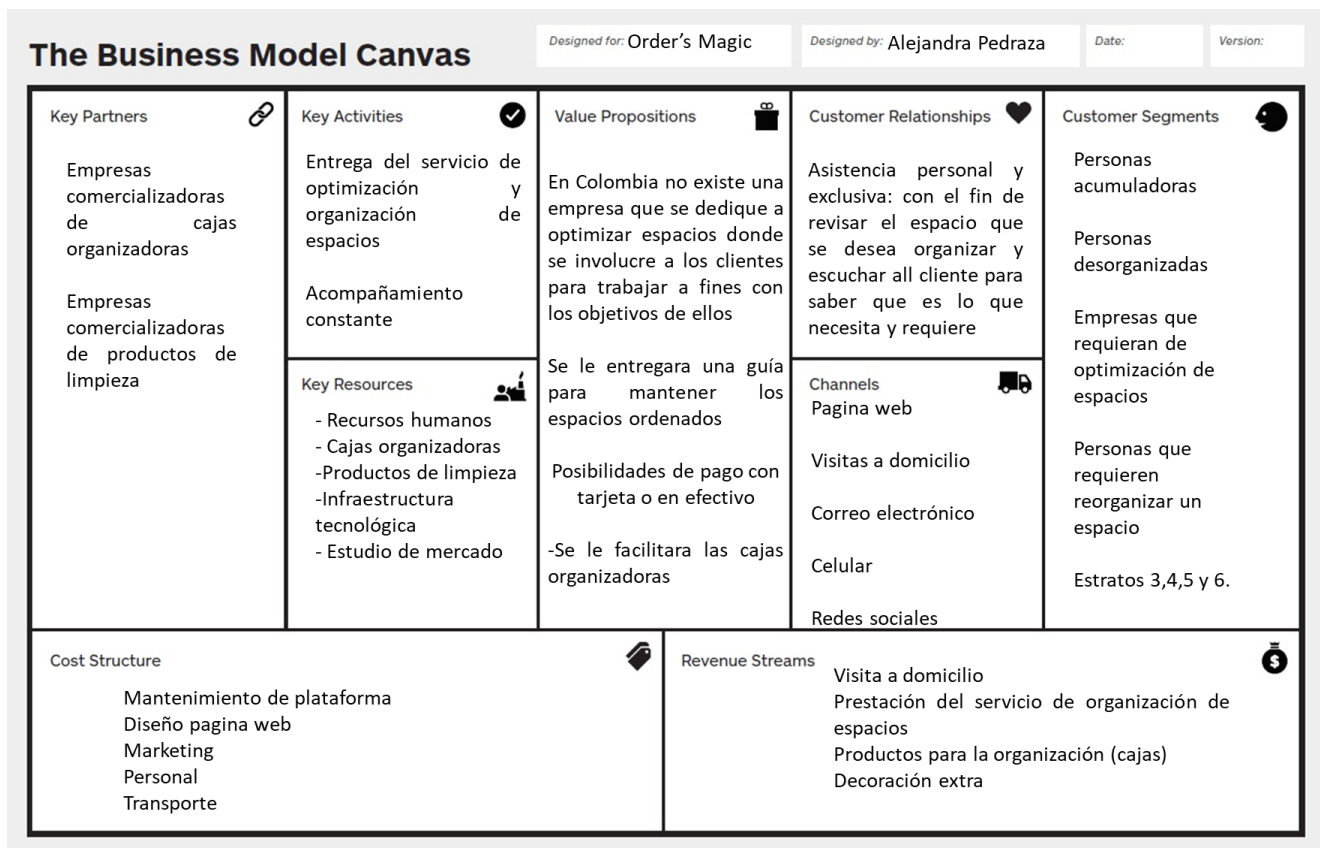 The Business Model Canvas
Designed for: Order's Magic
Designed by: Alejandra Pedraza
Date:
Version:
Key Partners
Empresas
comercializadoras
de cajas
organizadoras
Empresas
comercializadoras
de productos de
limpieza
Key Activities
Entrega del servicio de
optimización y
organización de
espacios
Acompañamiento
constante
Key Resources
- Recursos humanos
- Cajas organizadoras
-Productos de limpieza
-Infraestructura
tecnológica
- Estudio de mercado
Value Propositions
En Colombia no existe una
empresa que se dedique a
optimizar espacios donde
se involucre a los clientes
para trabajar a fines con
los objetivos de ellos
Se le entregara una guía
para mantener los
espacios ordenados
Posibilidades de pago con
tarjeta o en efectivo
-Se le facilitara las cajas
organizadoras
Customer Relationships
Asistencia personal y
exclusiva: con el fin de
revisar el espacio que
se desea organizar y
escuchar all cliente para
saber que es lo que
necesita y requiere
Channels
Pagina web
Visitas a domicilio
Correo electrónico
Celular
Redes sociales
Customer Segments
Personas
acumuladoras
Personas
desorganizadas
Empresas que
requieran de
optimización de
espacios
Personas que
requieren
reorganizar un
espacio
Estratos 3,4,5 y 6.
Cost Structure
Mantenimiento de plataforma
Diseño pagina web
Marketing
Personal
Transporte
Revenue Streams
Visita a domicilio
Prestación del servicio de organización de
espacios
Productos para la organización (cajas)
Decoración extra